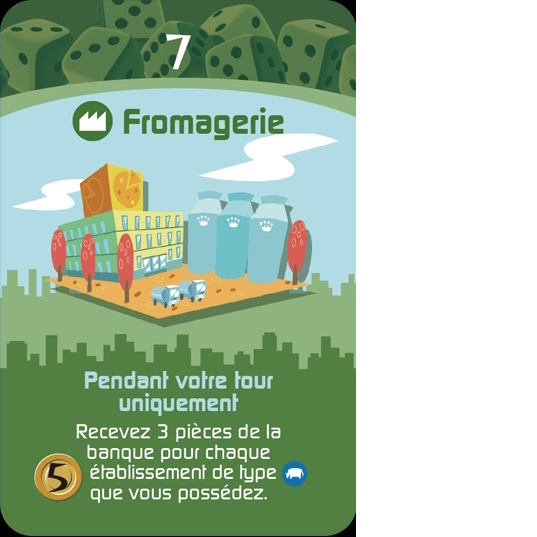 7
Fromagerie
Pendant votre tour
uniquement
Recevez 3 pièces de la
banque pour chaque
établissement de type
que vous possédez.
5